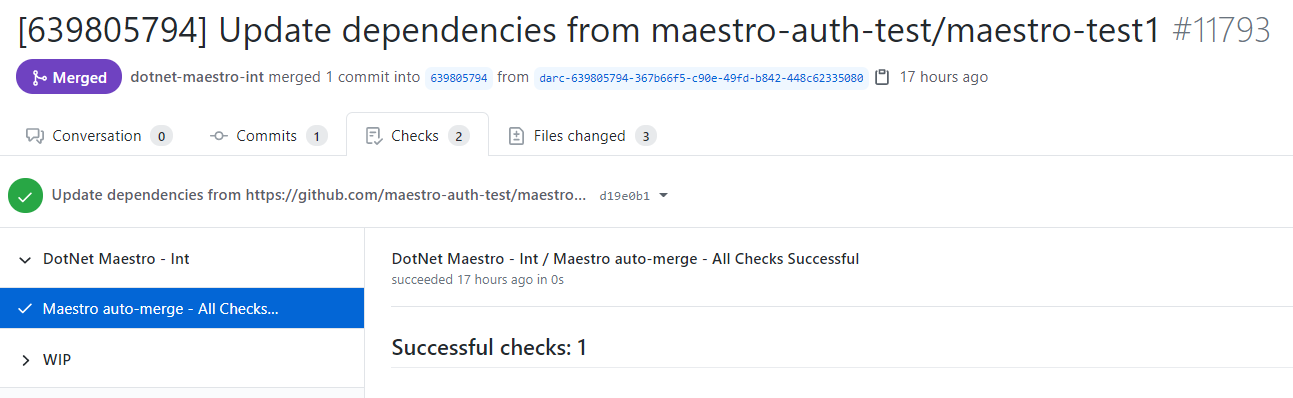 [639805794] Update dependencies from maestro-auth-test/maestro-test1 #11793
Merged dotnet-maestro-int merged 1 commit into 639805794 from darc-639805794-367b66f5-c90e-49fd-b842-448c62335080 17 hours ago
Conversation 0 Commits 1 Checks 2 Files changed 3
Update dependencies from https://github.com/maestro-auth-test/maestro... d19e0b1
DotNet Maestro - Int
Maestro auto-merge - All Checks...
WIP
DotNet Maestro - Int / Maestro auto-merge - All Checks Successful
succeeded 17 hours ago in 0s
Successful checks: 1